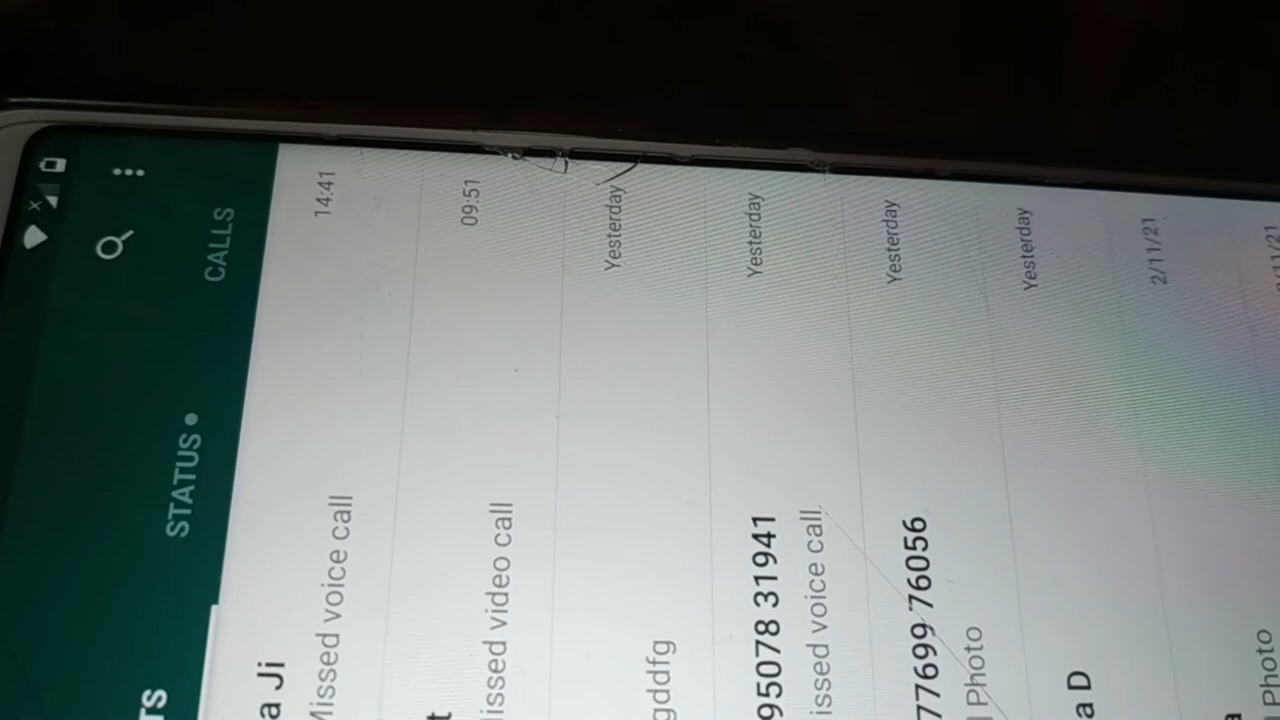 STATUS
CALLS
a Ji
14:41
Missed voice call
09:51
issed video call
Yesterday
gddfg
95078 31941
Yesterday
issed voice call
77699 76056
Yesterday
Photo
a D
Yesterday
2/11/21
Photo